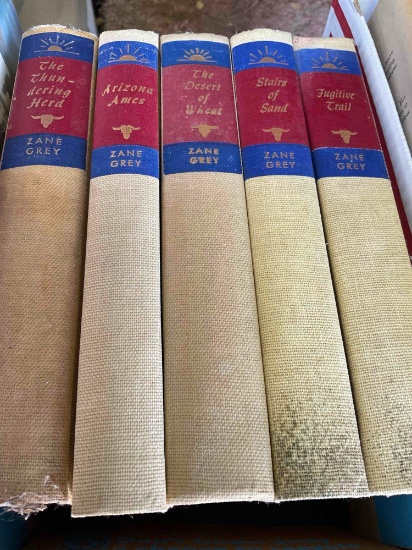 The
Thun-
dering
Herd
ZANE
GREY
Arizona
Ames
ZANE
GREY
The
Desert
of
Wheat
ZANE
GREY
Stairs
of
Sand
ZANE
GREY
Fugitive
Trail
ZANE
GREY